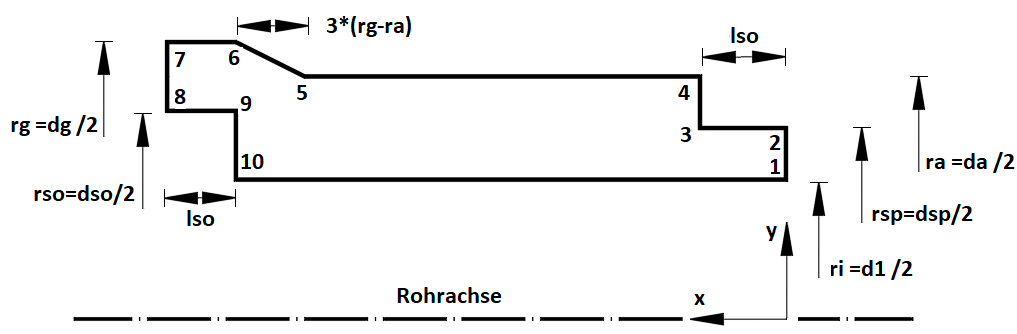 3*(rg-ra)
lso
7
6
8
9
5
4
3
2
1
10
rg =dg /2
rso=dso/2
lso
ra =da /2
rsp=dsp/2
ri =d1 /2
y
x
Rohrachse